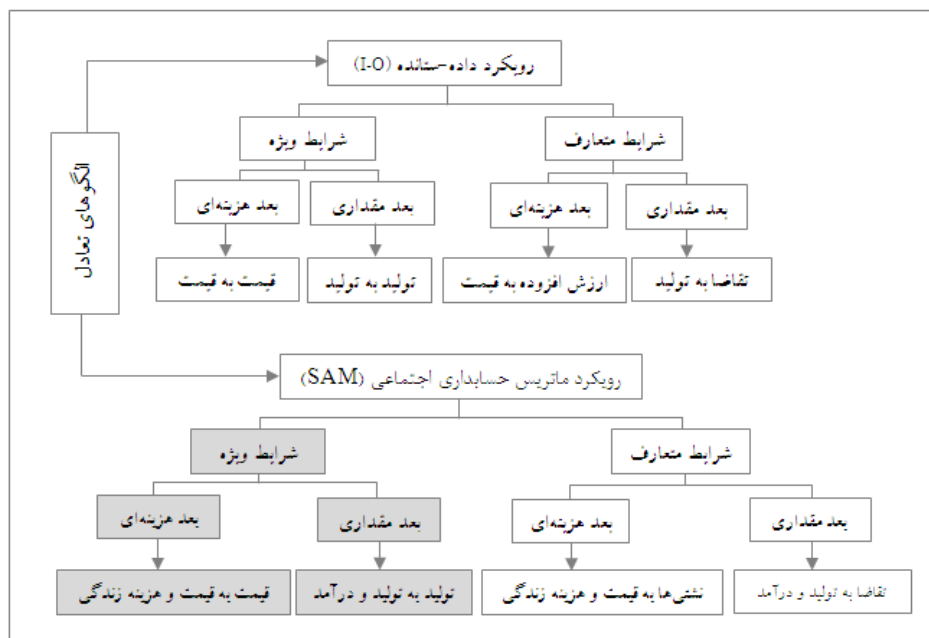 رویکرد داده-ستانده (I-O)
الگوهای تعادل
شرایط متعارف
شرایط ویژه
بعد مقداری
بعد هزینه‌ای
بعد مقداری
بعد هزینه‌ای
تقاضا به تولید
ارزش افزوده به قیمت
تولید به تولید
قیمت به قیمت
رویکرد ماتریس حسابداری اجتماعی (SAM)
شرایط متعارف
شرایط ویژه
بعد مقداری
بعد هزینه‌ای
بعد مقداری
بعد هزینه‌ای
تقاضا به تولید و درآمد
نشتی‌ها به قیمت و هزینه زندگی
تولید به تولید و درآمد
قیمت به قیمت و هزینه زندگی